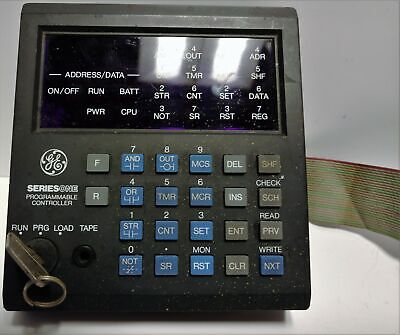 4 4
OUT ADR
ADDRESS/DATA 5 5
TMR SHF
ON/OFF RUN BATT 2 6 2 6
STR CNT SET DATA
PWR CPU 3 7 3 7
NOT SR RST REG
7 8 9
F AND OUT MCS DEL SHF
GE
SERIES ONE
PROGRAMMABLE
CONTROLLER
4 5 6 CHECK
R OR TMR MCR INS SCH
RUN PRG LOAD TAPE
1 2 3 READ
STR CNT SET ENT PRV
0 • MON WRITE
NOT SR RST CLR NXT